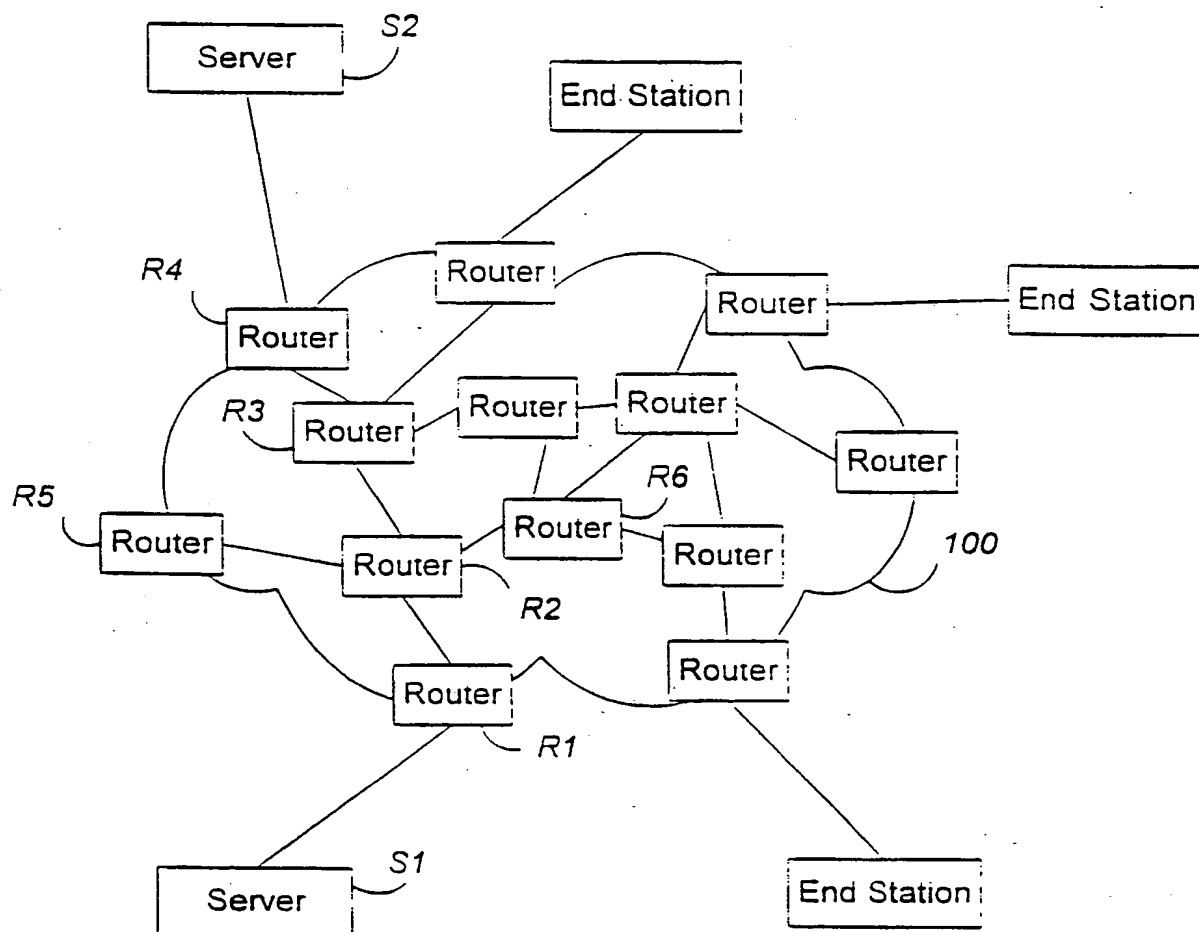 S2
Server
End Station
R4
Router
Router
End Station
Router
R3
Router
Router
Router
Router
R5
R6
Router
Router
Router
Router
100
R2
Router
Router
R1
S1
Server
End Station